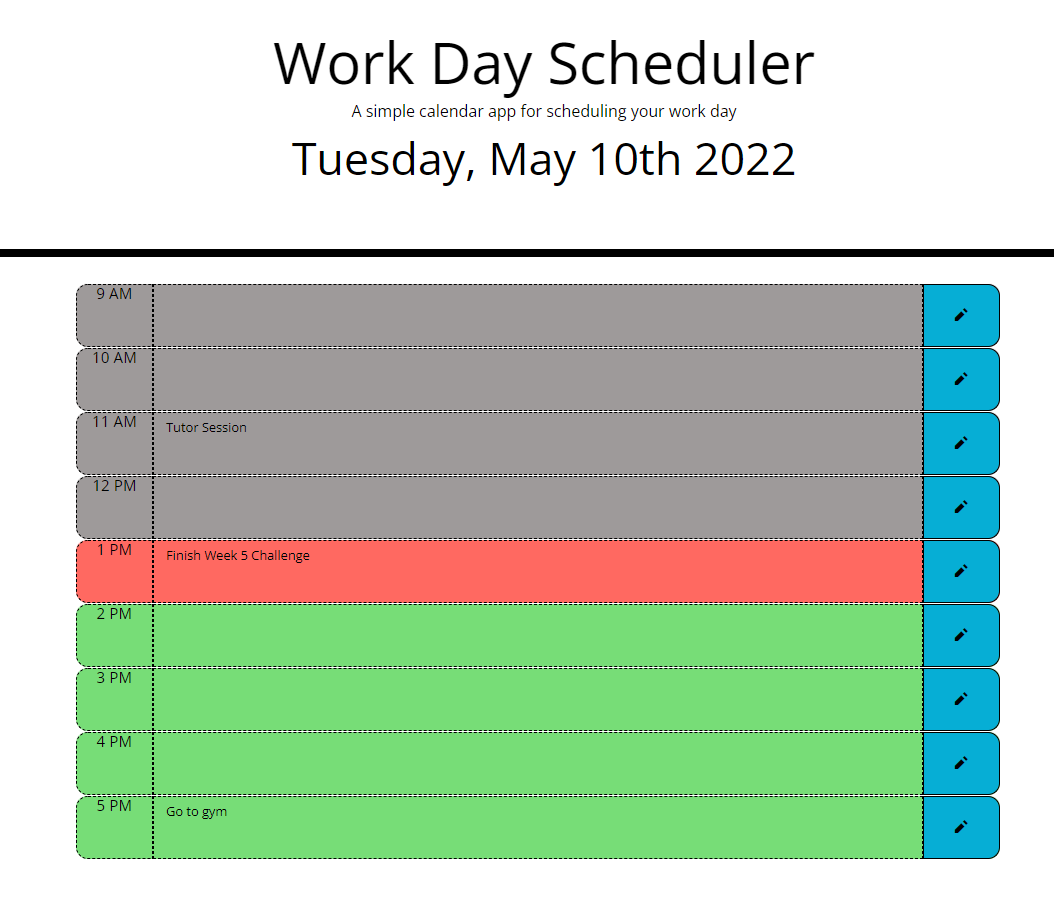 Work Day Scheduler
A simple calendar app for scheduling your work day
Tuesday, May 10th 2022
9 AM
10 AM
11 AM Tutor Session
12 PM
1 PM Finish Week 5 Challenge
2 PM
3 PM
4 PM
5 PM Go to gym